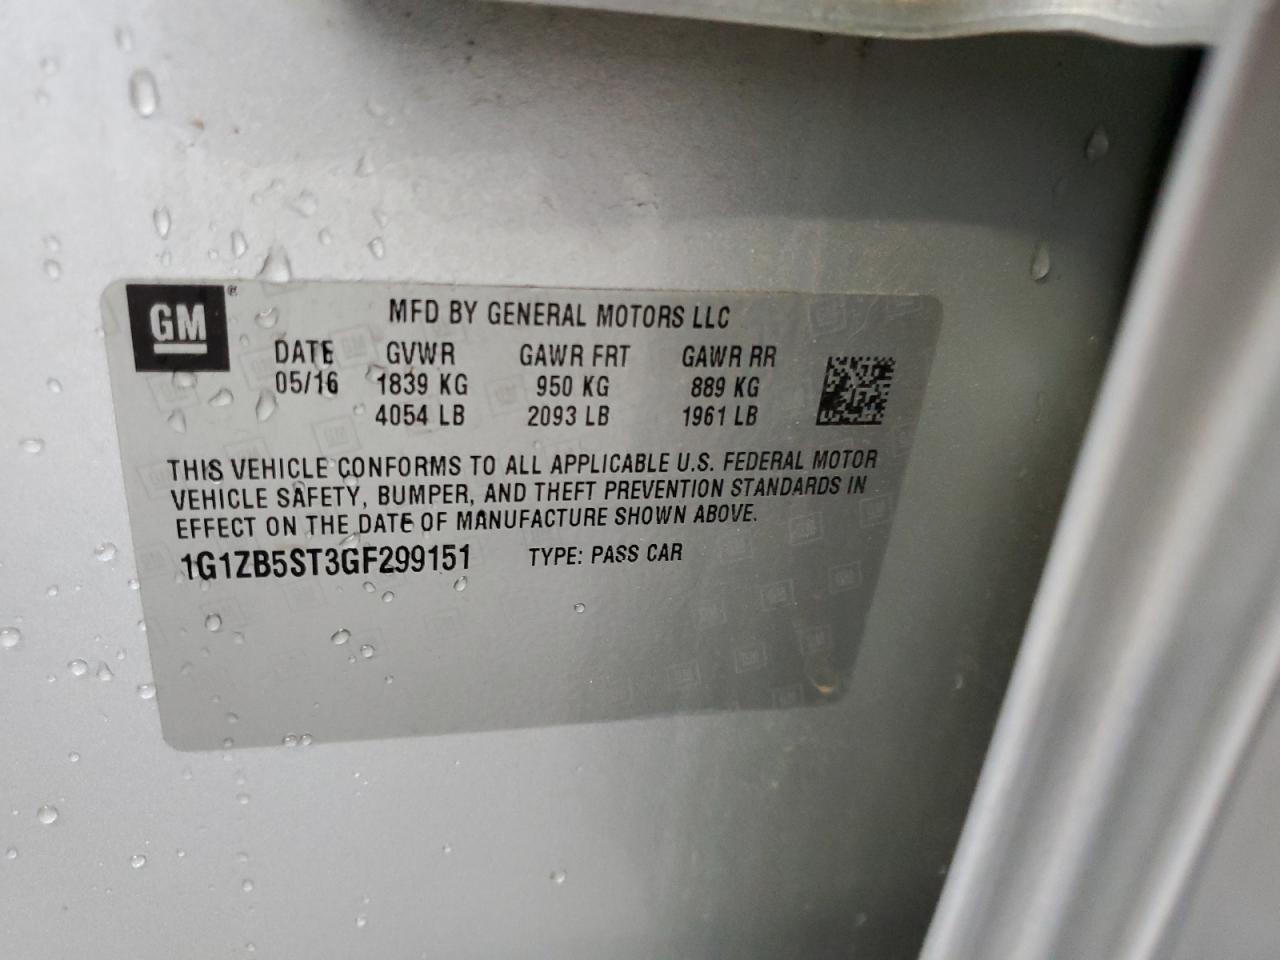 GM ®
MFD BY GENERAL MOTORS LLC
DATE GVWR GAWR FRT GAWR RR
05/16 1839 KG 950 KG 889 KG
4054 LB 2093 LB 1961 LB
THIS VEHICLE CONFORMS TO ALL APPLICABLE U.S. FEDERAL MOTOR
VEHICLE SAFETY, BUMPER, AND THEFT PREVENTION STANDARDS IN
EFFECT ON THE DATE OF MANUFACTURE SHOWN ABOVE.
1G1ZB5ST3GF299151 TYPE: PASS CAR